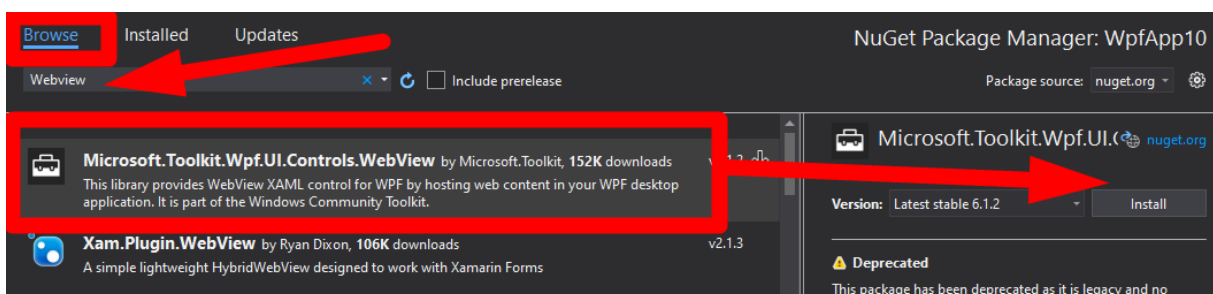 Browse Installed Updates
NuGet Package Manager: WpfApp10
Webview
Include prerelease
Package source: nuget.org
Microsoft.Toolkit.Wpf.UI.Controls.WebView by Microsoft.Toolkit, 152K downloads
This library provides WebView XAML control for WPF by hosting web content in your WPF desktop
application. It is part of the Windows Community Toolkit.
Xam.Plugin.WebView by Ryan Dixon, 106K downloads v2.1.3
A simple lightweight HybridWebView designed to work with Xamarin Forms
Microsoft.Toolkit.Wpf.UI.C nuget.org
Version: Latest stable 6.1.2 Install
Deprecated
This package has been deprecated as it is legacy and no